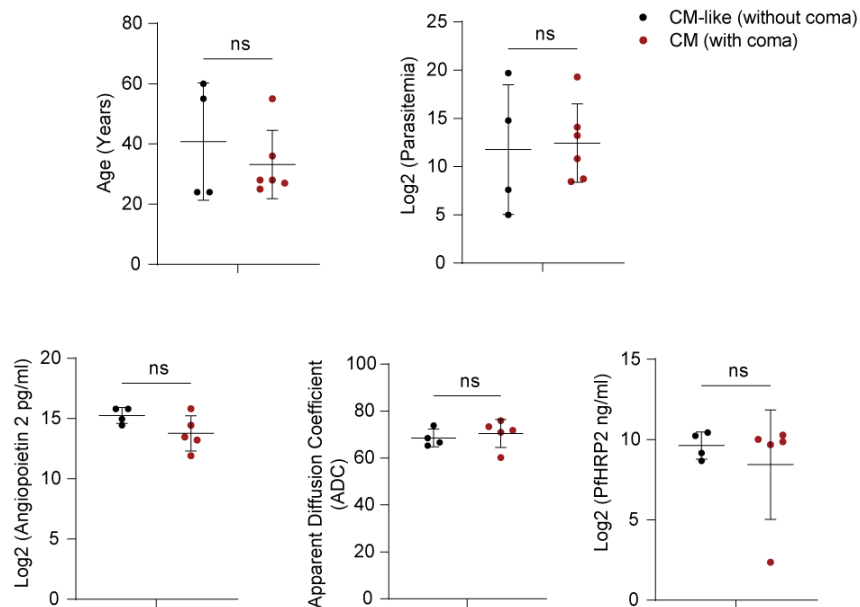 CM-like (without coma)
CM (with coma)
80
60
40
20
0
Age (Years)
ns
25
20
15
10
5
0
Log2 (Parasitemia)
ns
20
15
10
5
0
Log2 (Angiopoietin 2 pg/ml)
ns
100
80
60
40
20
0
Apparent Diffusion Coefficient
(ADC)
ns
15
10
5
0
Log2 (PfHRP2 ng/ml)
ns